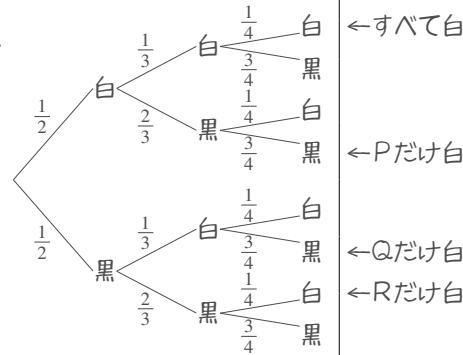 1/4 白 ←すべて白
1/3 白
3/4 黒
白
1/2
2/3 黒
1/4 白
3/4 黒 ←Pだけ白
1/2
黒
1/3 白
1/4 白
3/4 黒 ←Qだけ白
2/3 黒
1/4 白 ←Rだけ白
3/4 黒